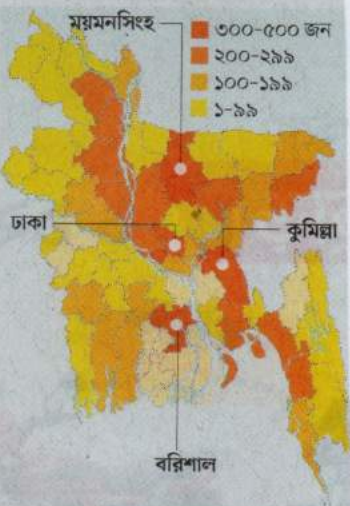 ময়মনসিংহ
৩০০-৫০০ জন
২০০-২৯৯
১০০-১৯৯
১-৯৯
ঢাকা
কুমিল্লা
বরিশাল